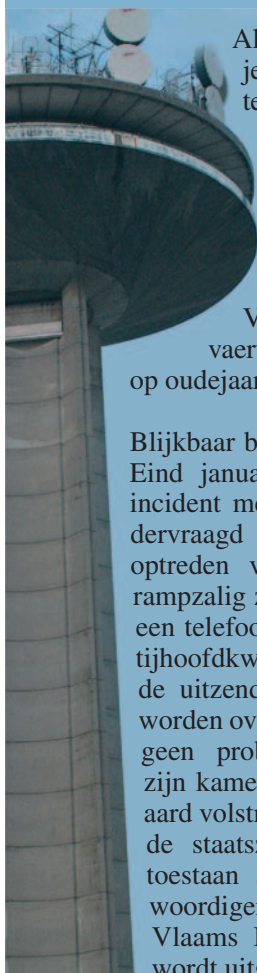 Al
je
te
V
vaer
op oudejaar
Blijkbaar b
Eind janua
incident me
dervraagd
optreden v
rampzalig z
een telefoo
tijhoofdkw
de uitzend
worden ov
geen prob
zijn kame
aard volstr
de staatsz
toestaan
woordige
Vlaams
wordt uit